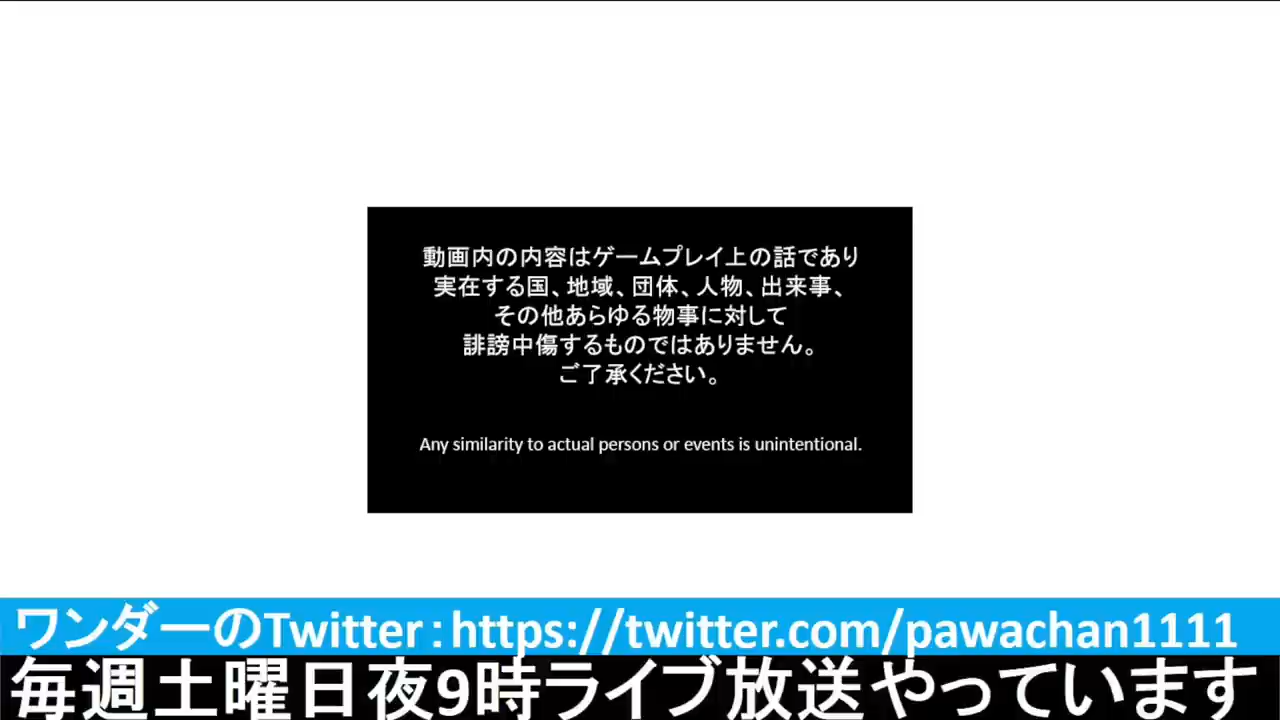 動画内の内容はゲームプレイ上の話であり
実在する国、地域、団体、人物、出来事、
その他あらゆる物事に対して
誹謗中傷するものではありません。
ご了承ください。
Any similarity to actual persons or events is unintentional.
ワンダーのTwitter：https://twitter.com/pawachan1111
毎週土曜日夜9時ライブ放送やっています